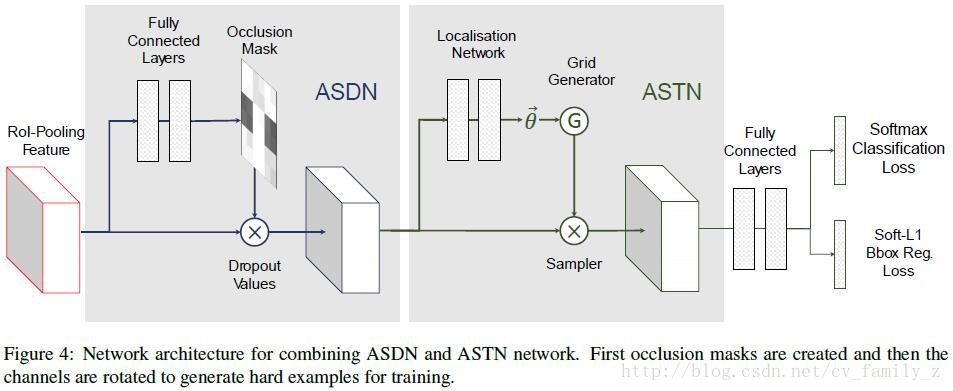 Fully
Connected
Layers
Occlusion
Mask
ASDN
RoI-Pooling
Feature
Dropout
Values
Localisation
Network
Grid
Generator
θ
G
ASTN
Sampler
Fully
Connected
Layers
Softmax
Classification
Loss
Soft-L1
Bbox Reg.
Loss
Figure 4: Network architecture for combining ASDN and ASTN network. First occlusion masks are created and then the
channels are rotated to generate hard examples for training.
http://blog.csdn.net/cv_family_z